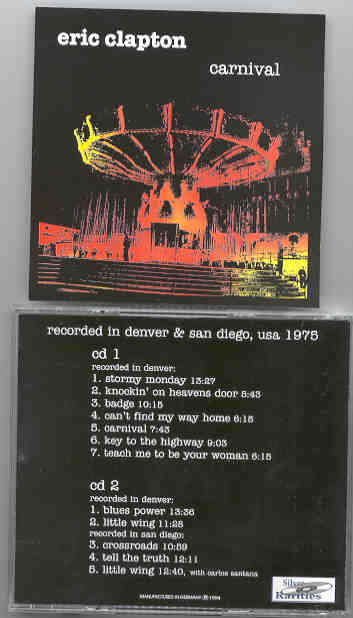 eric clapton
carnival
recorded in denver & san diego, usa 1975
cd 1
recorded in denver:
1. stormy monday 13:27
2. knockin' on heavens door 5:43
3. badge 10:15
4. can't find my way home 6:15
5. carnival 7:43
6. key to the highway 9:03
7. teach me to be your woman 6:15
cd 2
recorded in denver:
1. blues power 13:36
2. little wing 11:28
recorded in san diego:
3. crossroads 10:59
4. tell the truth 12:11
5. little wing 12:40, with carlos santana
Silver
Rarities
MANUFACTURED IN GERMANY ℗ 1994